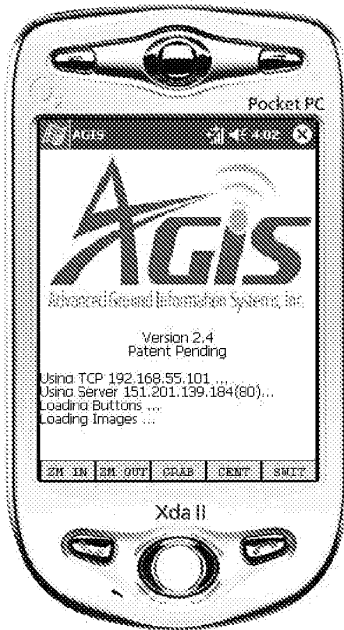 Pocket PC
AGIS 4:02
AGIS
Advanced Ground Information Systems, Inc.
Version 2.4
Patent Pending
Using TCP 192.168.55.101 ...
Using Server 151.201.139.184(80)...
Loading Buttons ...
Loading Images ...
ZM IN ZM OUT GRAB CENT SWIT
Xda II